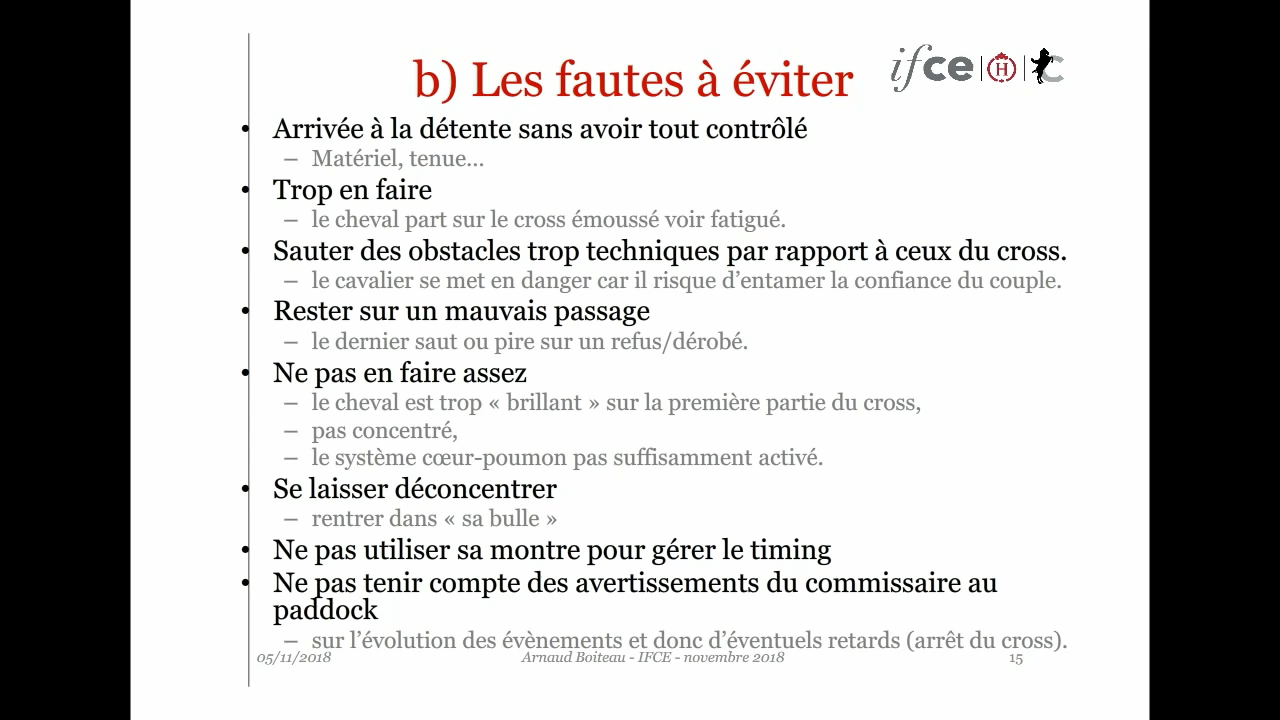 b) Les fautes à éviter
ifce | H | C
• Arrivée à la détente sans avoir tout contrôlé
– Matériel, tenue...
• Trop en faire
– le cheval part sur le cross émoussé voir fatigué.
• Sauter des obstacles trop techniques par rapport à ceux du cross.
– le cavalier se met en danger car il risque d’entamer la confiance du couple.
• Rester sur un mauvais passage
– le dernier saut ou pire sur un refus/dérobé.
• Ne pas en faire assez
– le cheval est trop « brillant » sur la première partie du cross,
– pas concentré,
– le système cœur-poumon pas suffisamment activé.
• Se laisser déconcentrer
– rentrer dans « sa bulle »
• Ne pas utiliser sa montre pour gérer le timing
• Ne pas tenir compte des avertissements du commissaire au
paddock
– sur l’évolution des évènements et donc d’éventuels retards (arrêt du cross).
05/11/2018 Arnaud Boiteau - IFCE - novembre 2018 15